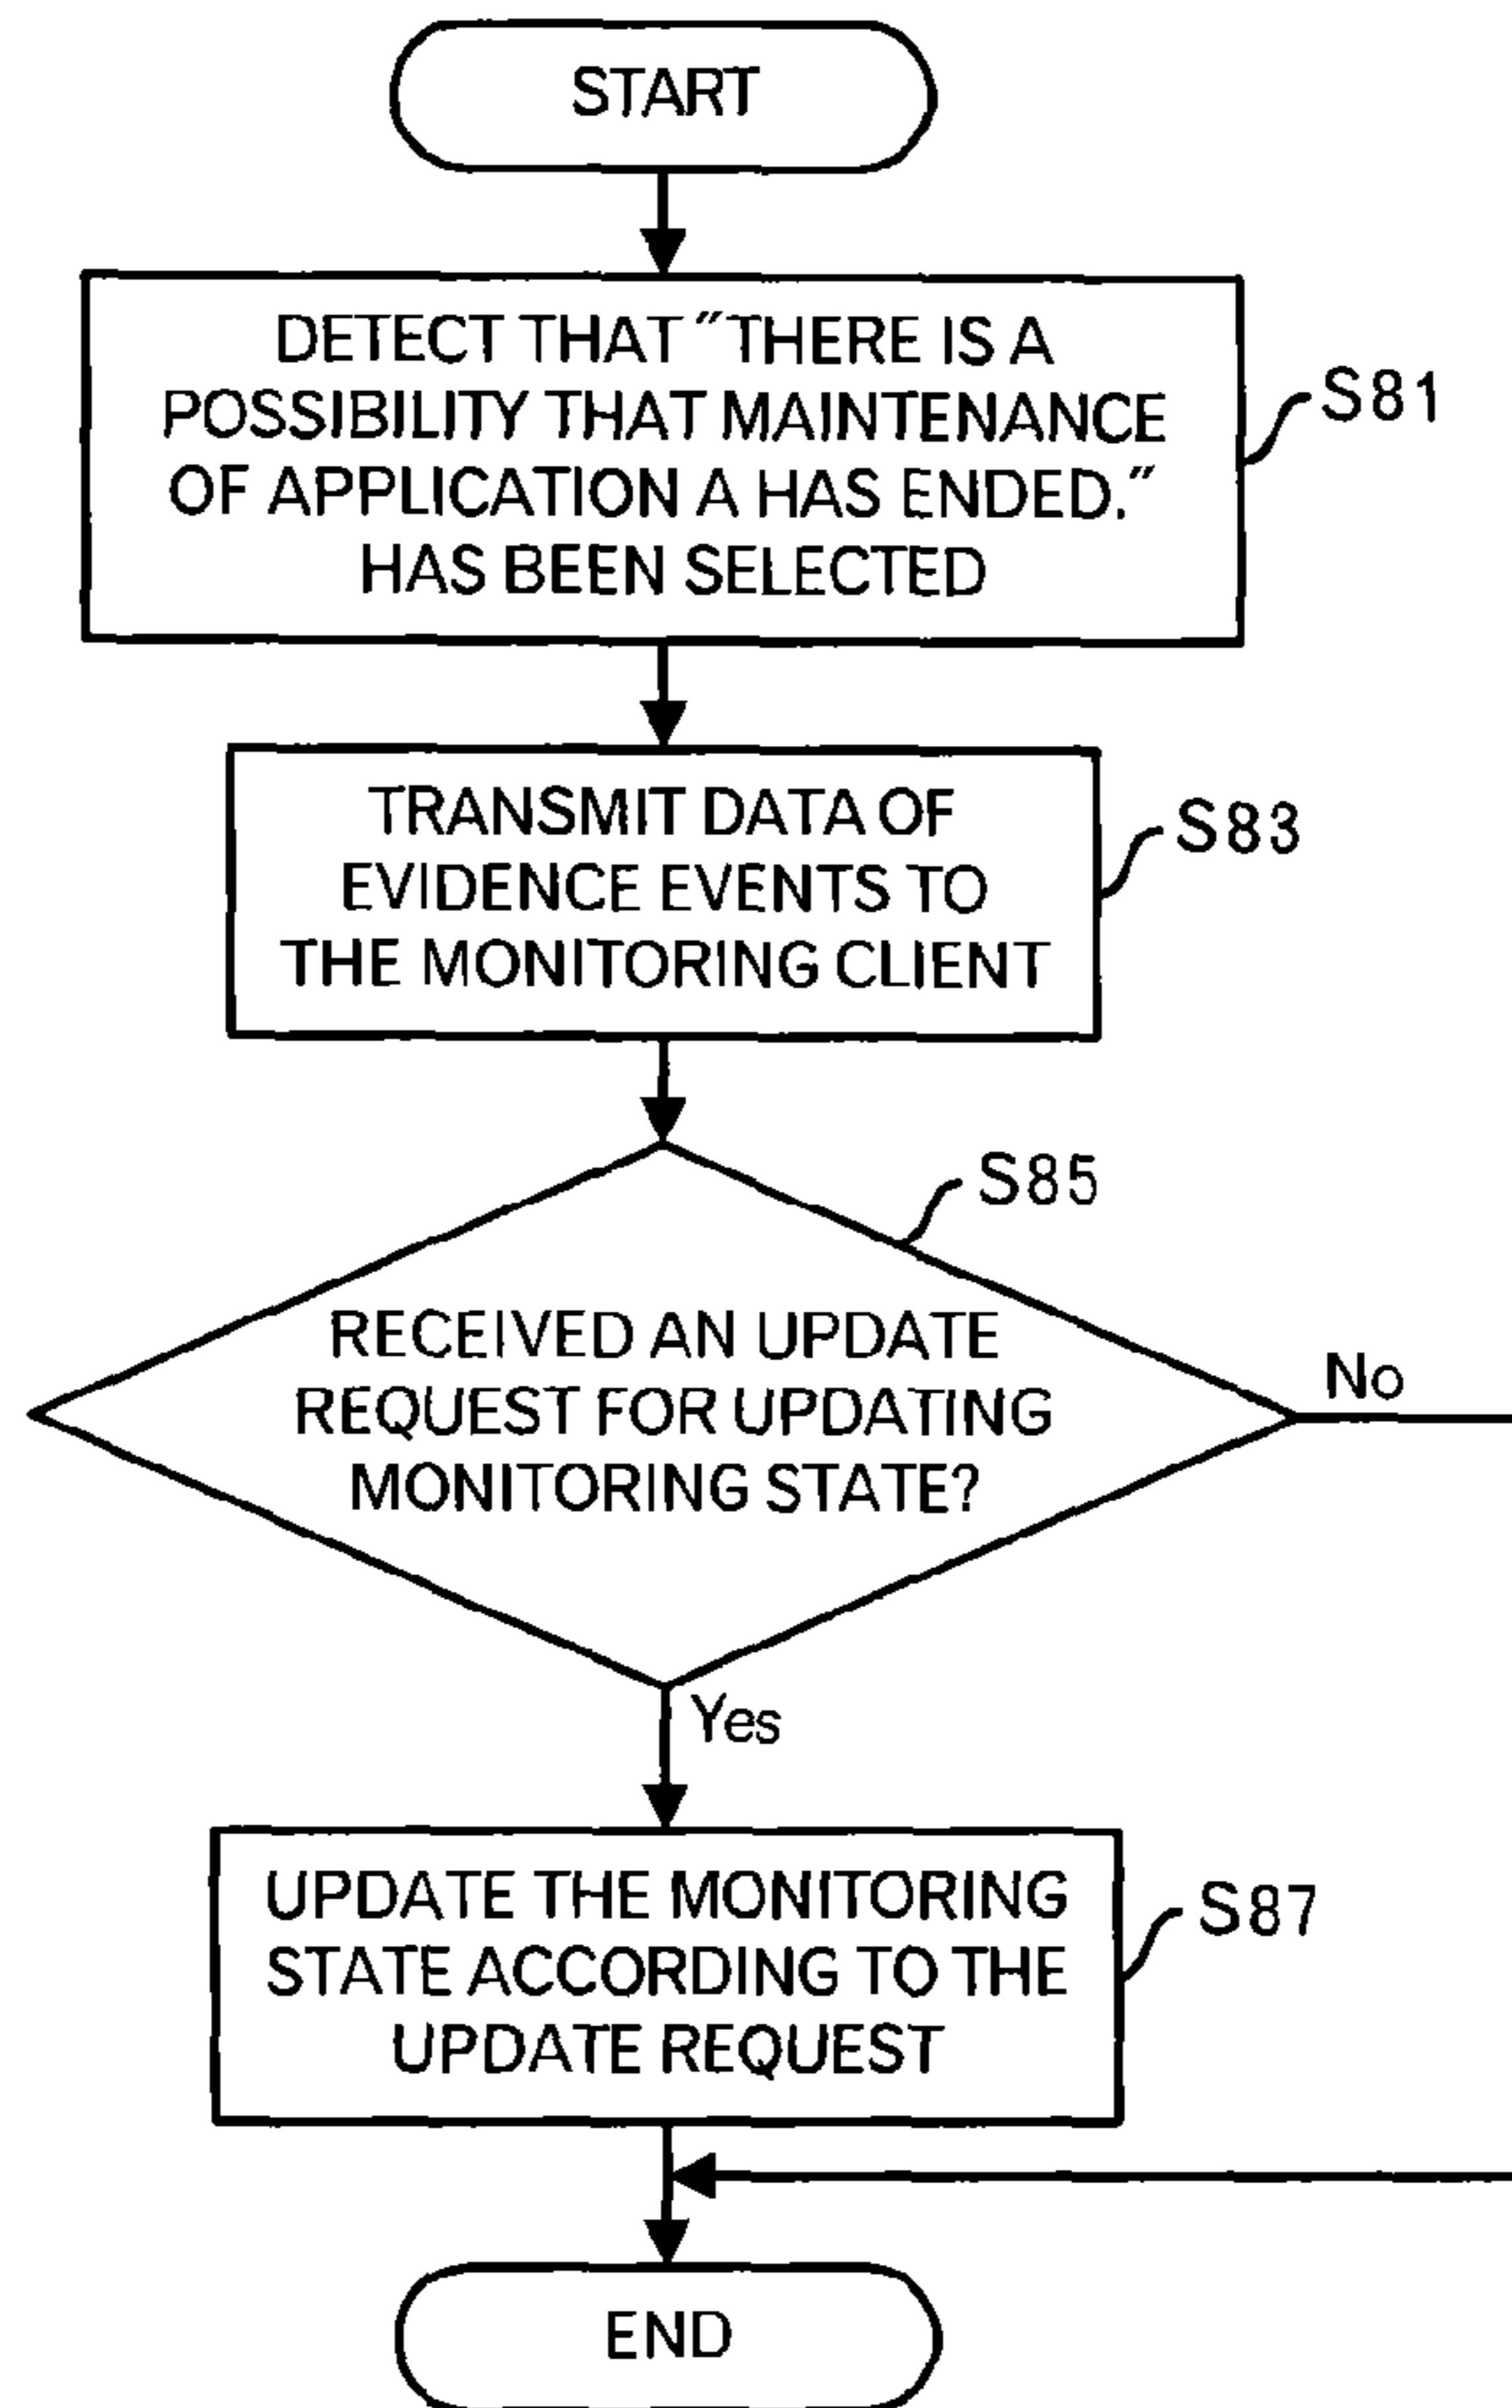 START
DETECT THAT "THERE IS A
POSSIBILITY THAT MAINTENANCE
OF APPLICATION A HAS ENDED."
HAS BEEN SELECTED
S81
TRANSMIT DATA OF
EVIDENCE EVENTS TO
THE MONITORING CLIENT
S83
S85
RECEIVED AN UPDATE
REQUEST FOR UPDATING
MONITORING STATE?
No
Yes
UPDATE THE MONITORING
STATE ACCORDING TO THE
UPDATE REQUEST
S87
END